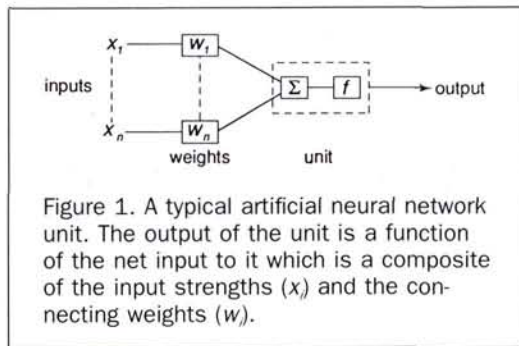 x₁ w₁
inputs Σ f output
xₙ wₙ
weights unit
Figure 1. A typical artificial neural network
unit. The output of the unit is a function
of the net input to it which is a composite
of the input strengths (xᵢ) and the con-
necting weights (wᵢ).